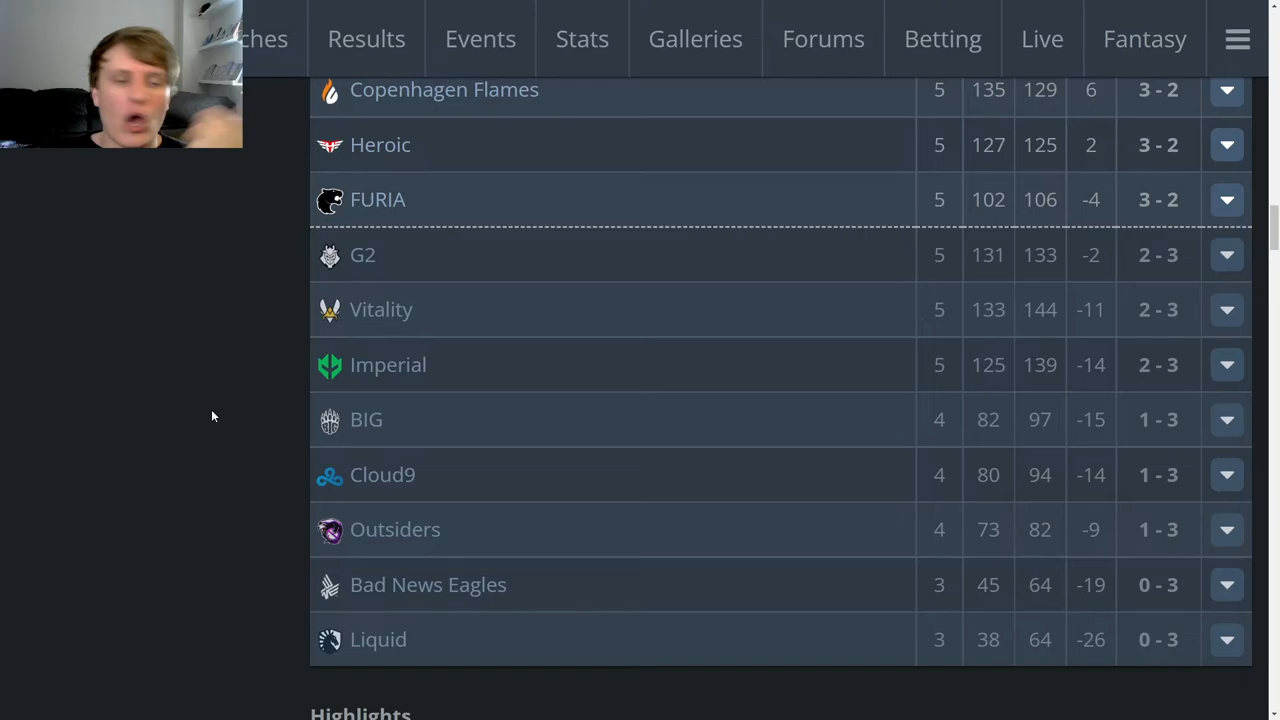 ches Results Events Stats Galleries Forums Betting Live Fantasy
Copenhagen Flames 5 135 129 6 3 - 2
Heroic 5 127 125 2 3 - 2
FURIA 5 102 106 -4 3 - 2
G2 5 131 133 -2 2 - 3
Vitality 5 133 144 -11 2 - 3
Imperial 5 125 139 -14 2 - 3
BIG 4 82 97 -15 1 - 3
Cloud9 4 80 94 -14 1 - 3
Outsiders 4 73 82 -9 1 - 3
Bad News Eagles 3 45 64 -19 0 - 3
Liquid 3 38 64 -26 0 - 3
Highlights